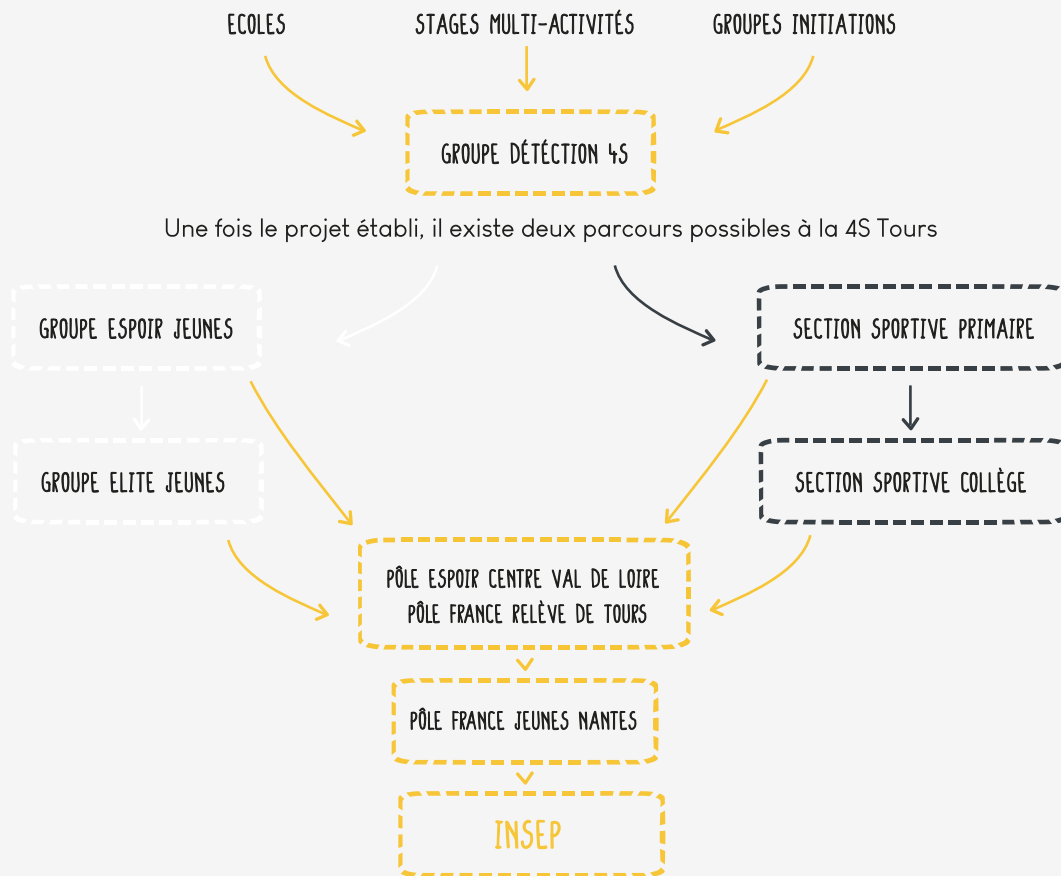 ECOLES
STAGES MULTI-ACTIVITÉS
GROUPES INITIATIONS
GROUPE DÉTÉCTION 4S
Une fois le projet établi, il existe deux parcours possibles à la 4S Tours
GROUPE ESPOIR JEUNES
SECTION SPORTIVE PRIMAIRE
GROUPE ELITE JEUNES
SECTION SPORTIVE COLLÈGE
PÔLE ESPOIR CENTRE VAL DE LOIRE
PÔLE FRANCE RELÈVE DE TOURS
PÔLE FRANCE JEUNES NANTES
INSEP